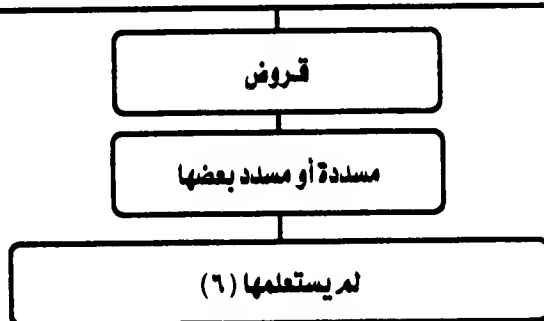 قروض
مسددة أو مسدد بعضها
لم يستعلمها (٦)